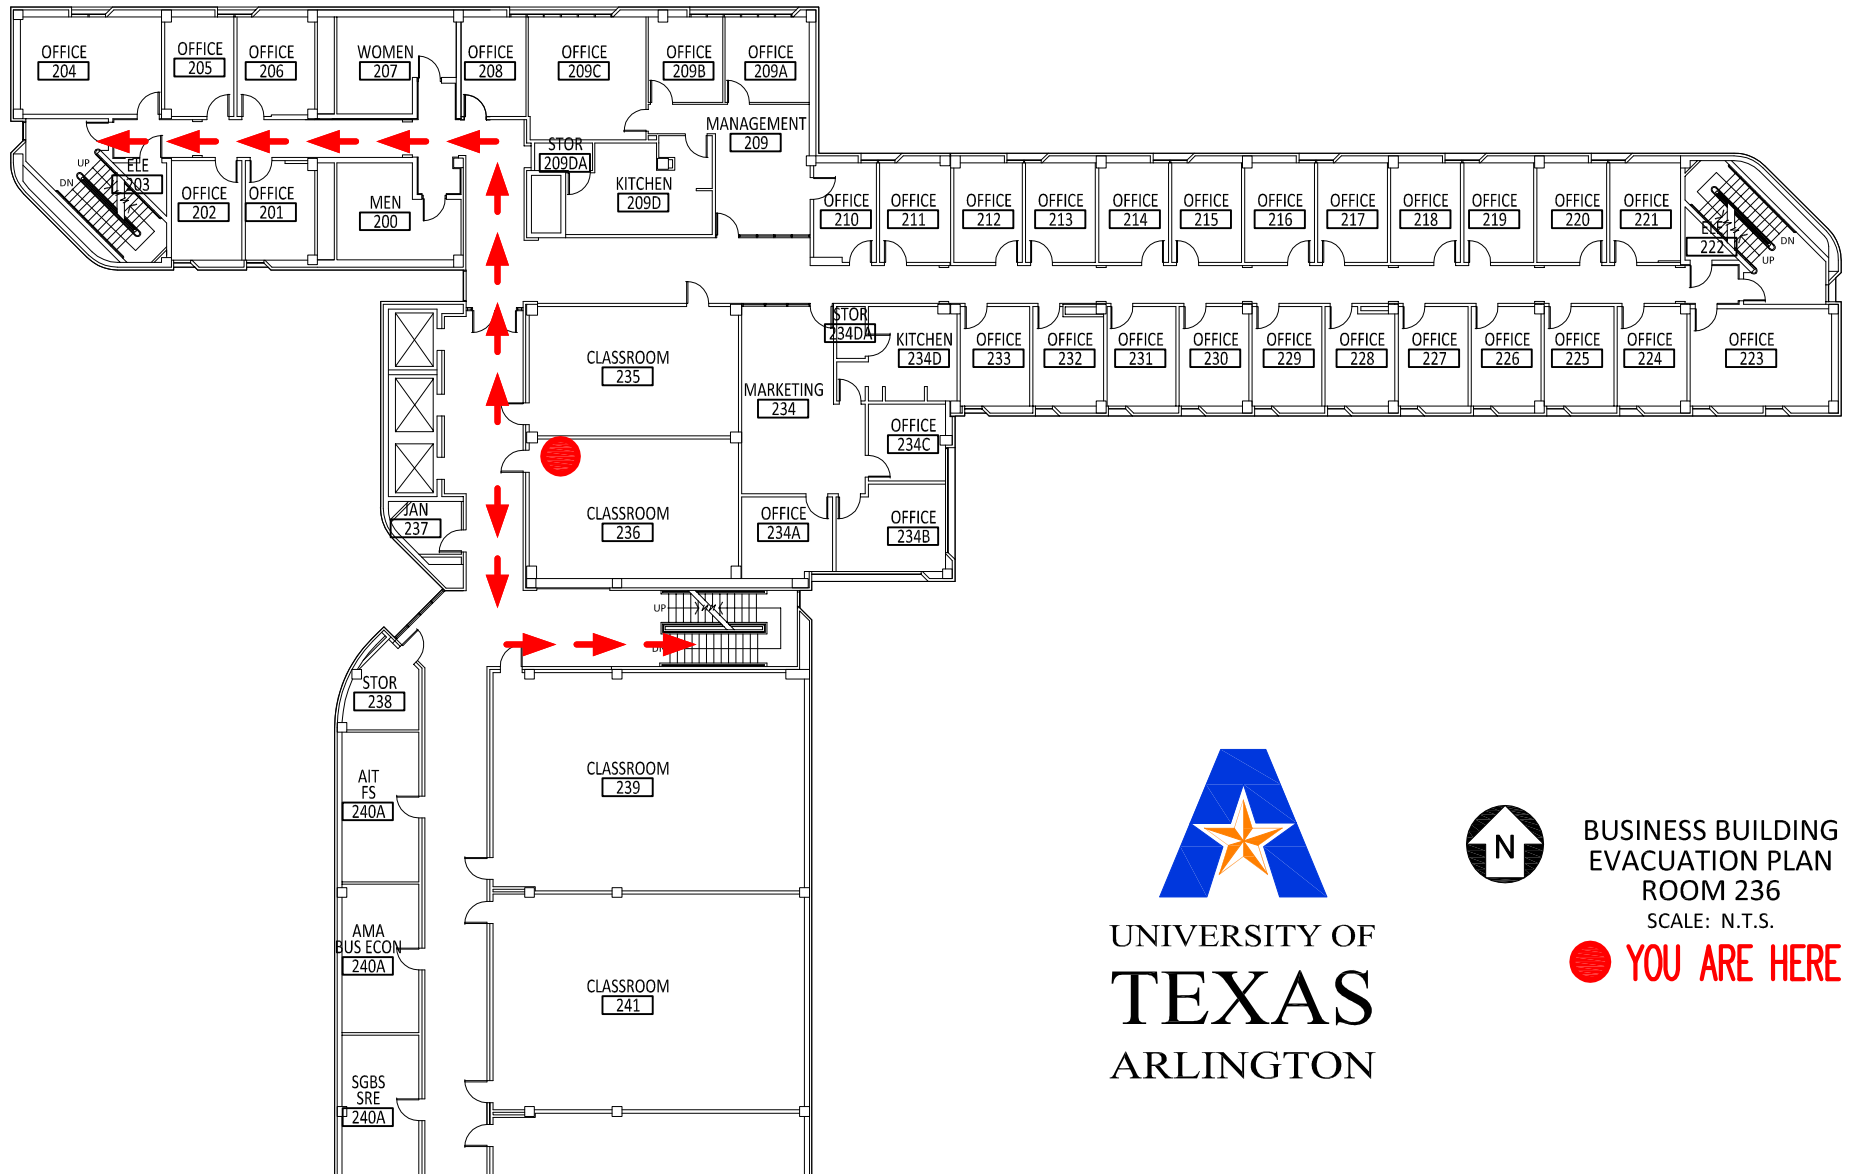 OFFICE
204
OFFICE
205
OFFICE
206
WOMEN
207
OFFICE
208
OFFICE
209C
OFFICE
209B
OFFICE
209A
MANAGEMENT
209
STOR
209DA
KITCHEN
209D
UP
DN
ELE
203
OFFICE
202
OFFICE
201
MEN
200
OFFICE
210
OFFICE
211
OFFICE
212
OFFICE
213
OFFICE
214
OFFICE
215
OFFICE
216
OFFICE
217
OFFICE
218
OFFICE
219
OFFICE
220
OFFICE
221
ELE
222
DN
UP
CLASSROOM
235
STOR
234DA
KITCHEN
234D
OFFICE
233
OFFICE
232
OFFICE
231
OFFICE
230
OFFICE
229
OFFICE
228
OFFICE
227
OFFICE
226
OFFICE
225
OFFICE
224
OFFICE
223
MARKETING
234
OFFICE
234C
JAN
237
CLASSROOM
236
OFFICE
234A
OFFICE
234B
UP
DN
STOR
238
CLASSROOM
239
AIT
FS
240A
AMA
BUS ECON
240A
CLASSROOM
241
SGBS
SRE
240A
UNIVERSITY OF
TEXAS
ARLINGTON
N
BUSINESS BUILDING
EVACUATION PLAN
ROOM 236
SCALE: N.T.S.
YOU ARE HERE